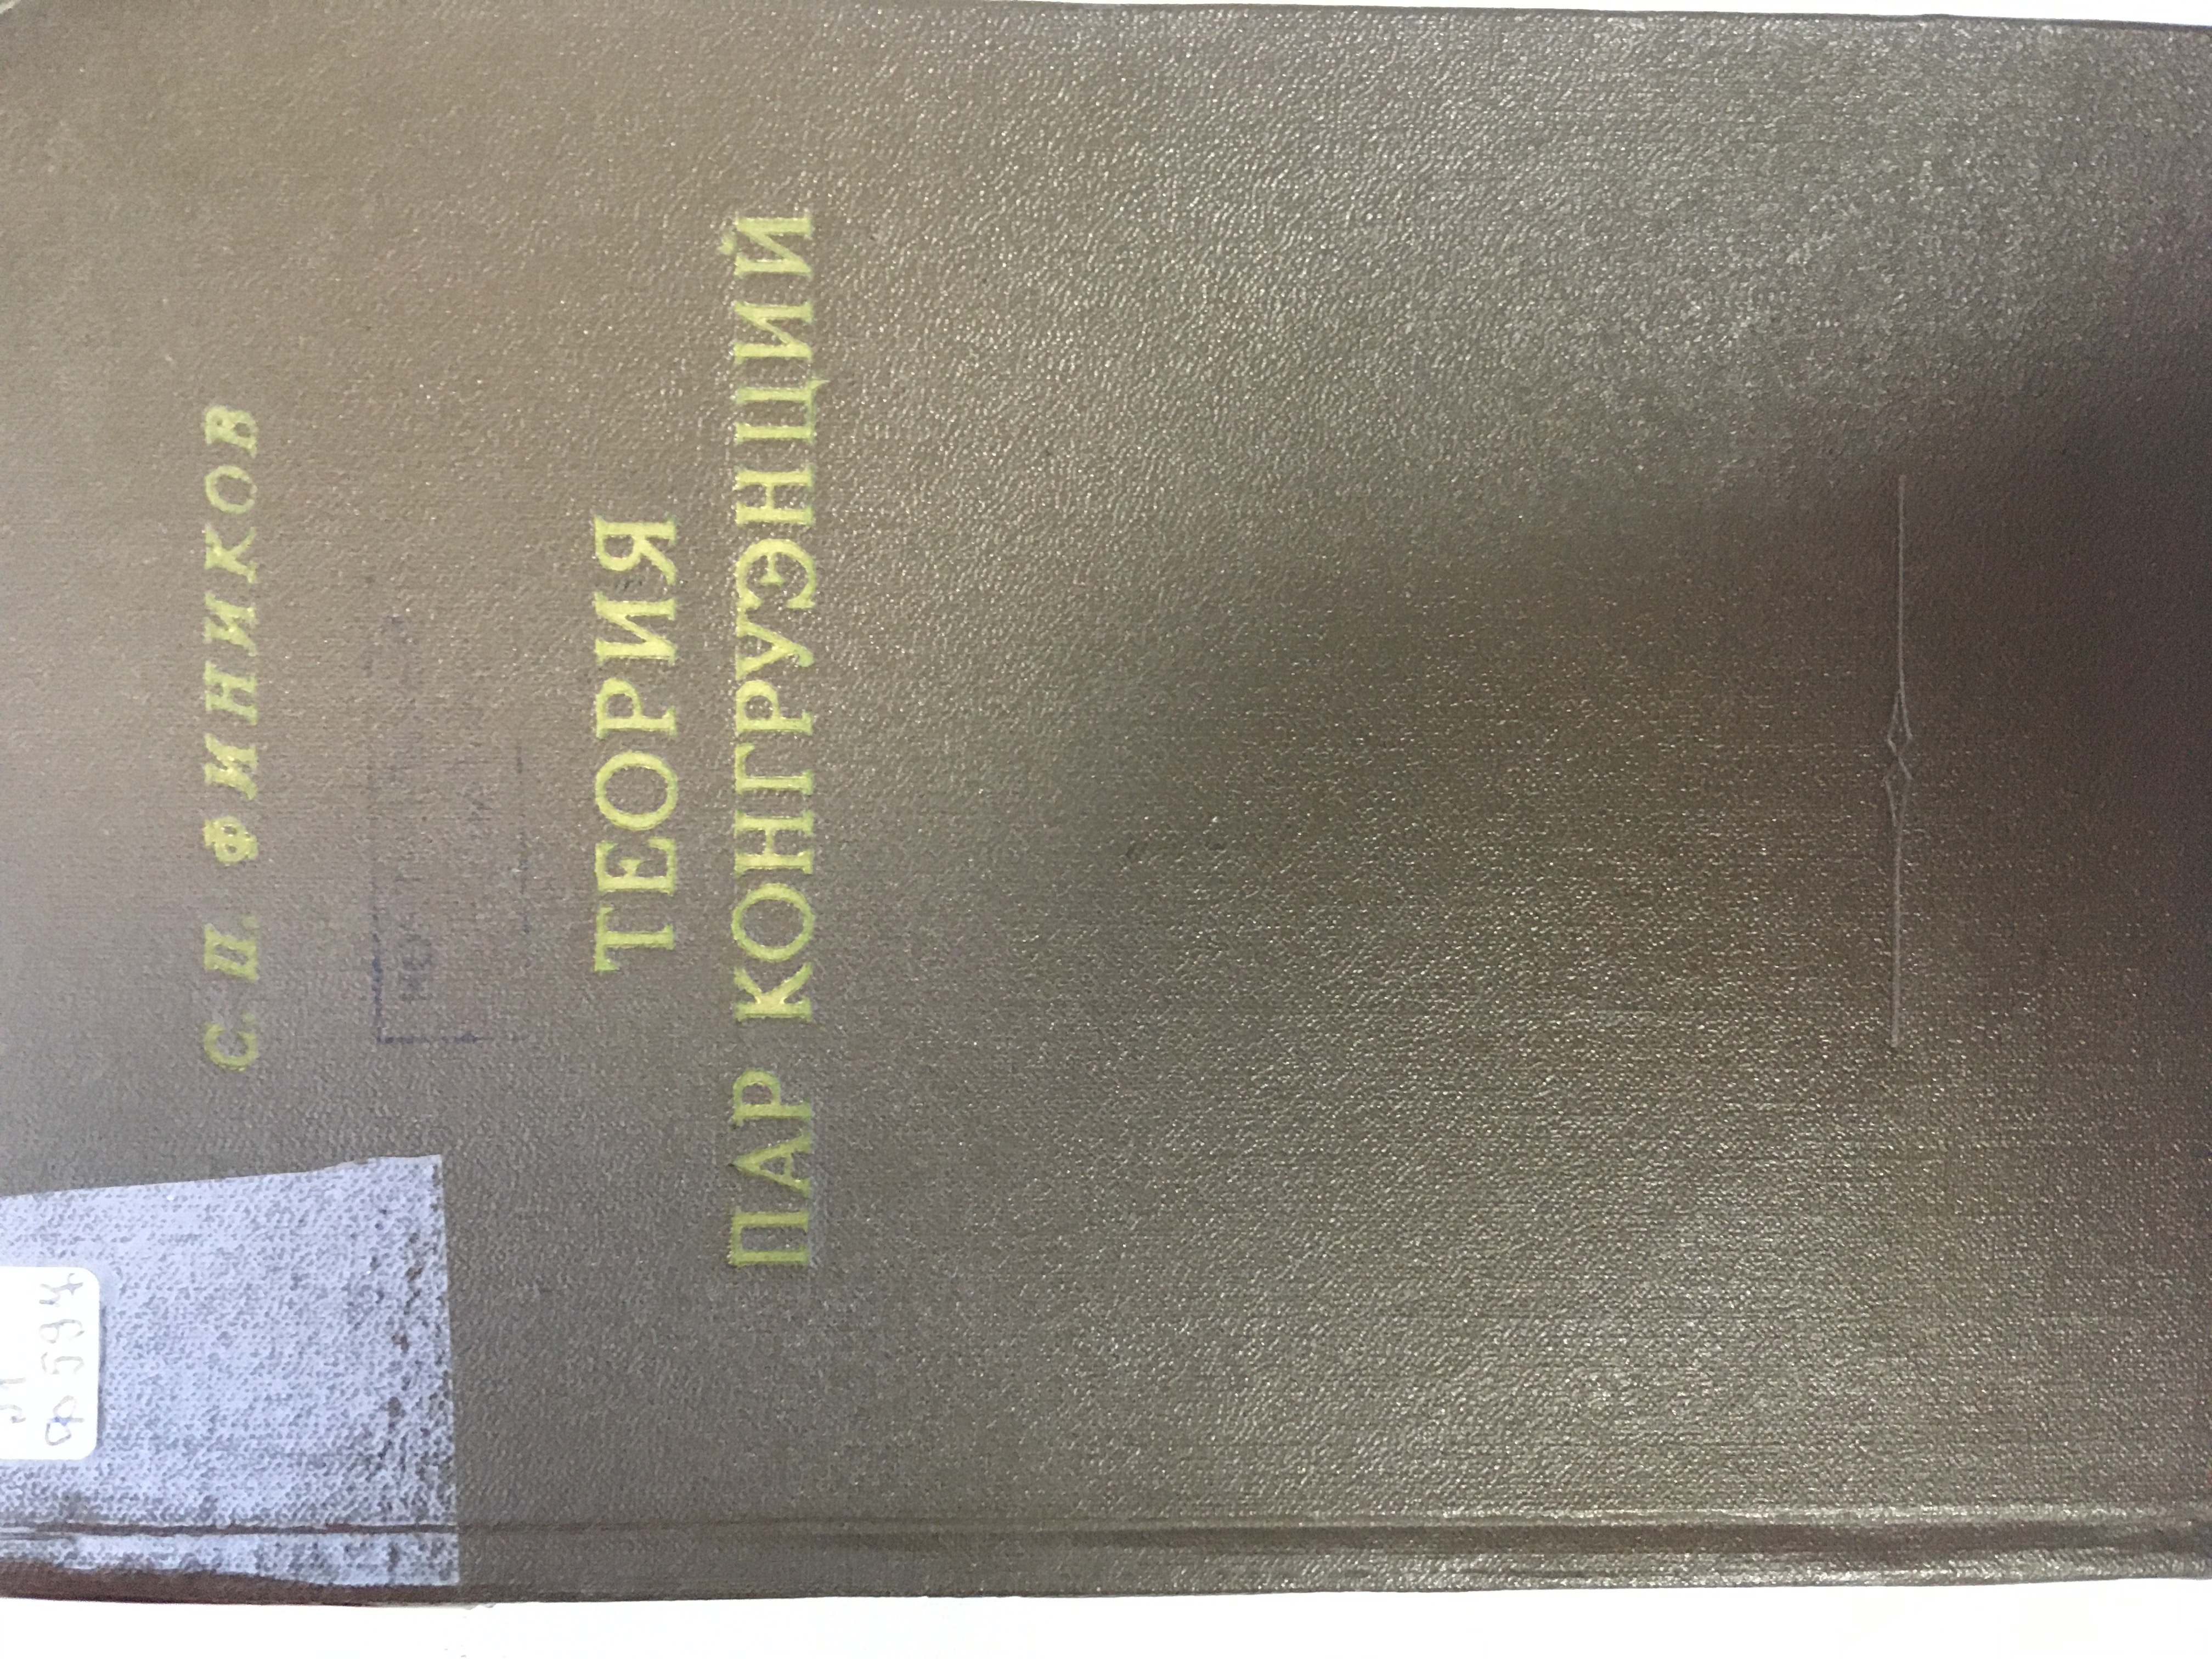 С. П. ФИНИКОВ
ТЕОРИЯ
ПАР КОНГРУЭНЦИЙ